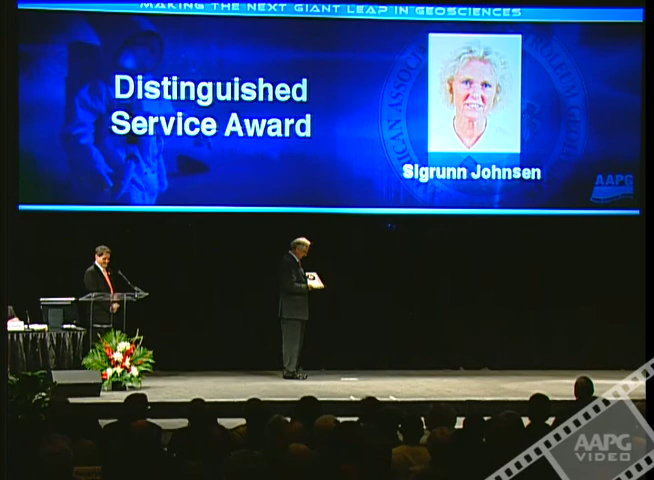 MAKING THE NEXT GIANT LEAP IN GEOSCIENCES
Distinguished
Service Award
Sigrunn Johnsen
AAPG
AAPG
VIDEO